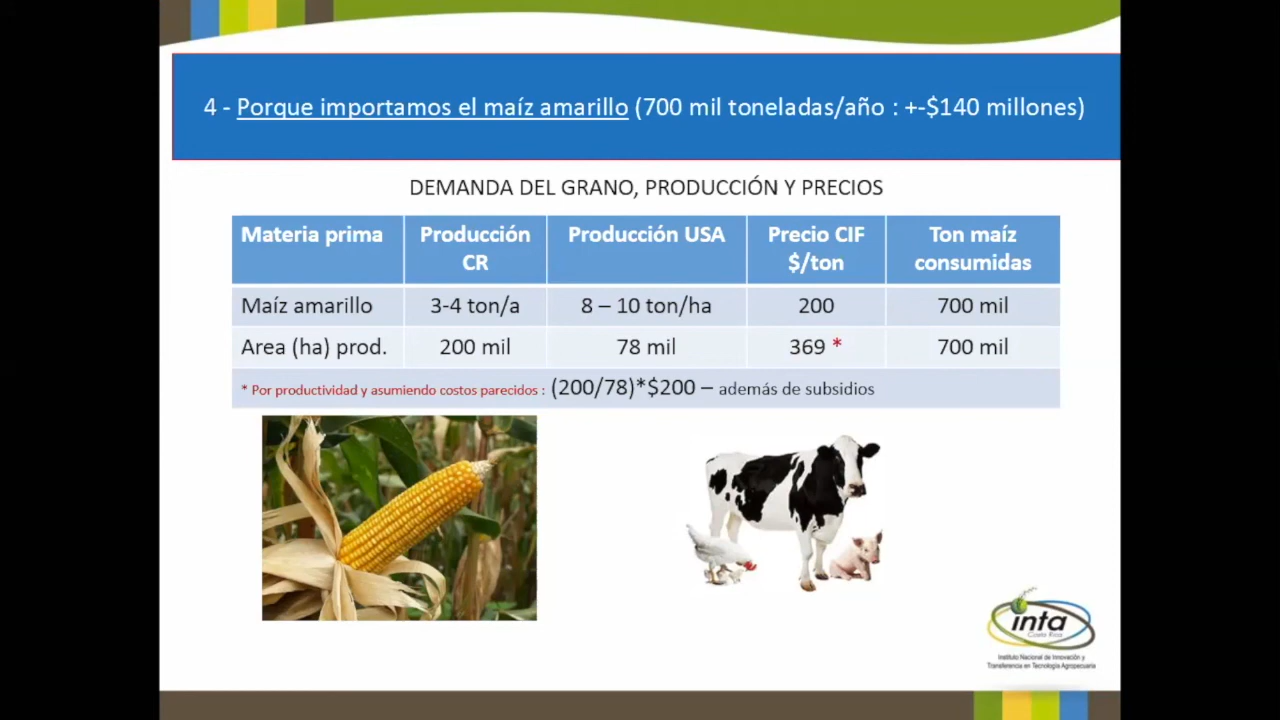 4 - Porque importamos el maíz amarillo (700 mil toneladas/año : +-$140 millones)
DEMANDA DEL GRANO, PRODUCCIÓN Y PRECIOS
Materia prima Producción CR Producción USA Precio CIF $/ton Ton maíz consumidas
Maíz amarillo 3-4 ton/a 8 – 10 ton/ha 200 700 mil
Area (ha) prod. 200 mil 78 mil 369 * 700 mil
* Por productividad y asumiendo costos parecidos : (200/78)*$200 – además de subsidios
inta
Costa Rica
Instituto Nacional de Innovación y
Transferencia en Tecnología Agropecuaria